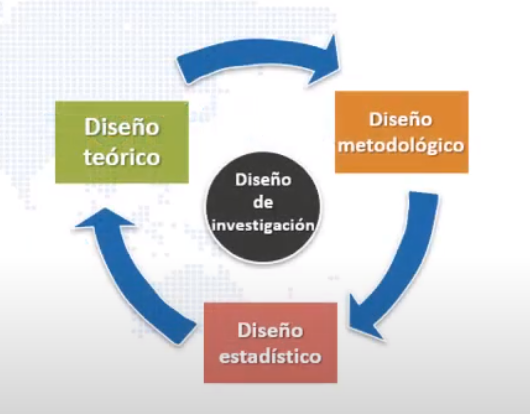 Diseño
teórico
Diseño
metodológico
Diseño
de
investigación
Diseño
estadístico